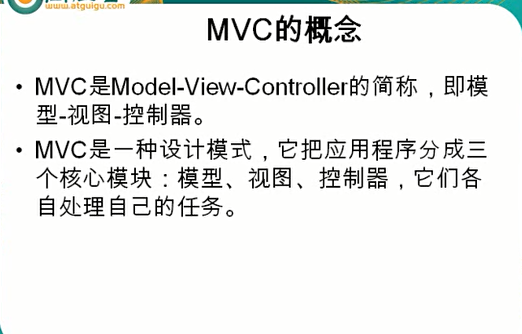 www.atguigu.com
MVC的概念
• MVC是Model-View-Controller的简称，即模
型-视图-控制器。
• MVC是一种设计模式，它把应用程序分成三
个核心模块：模型、视图、控制器，它们各
自处理自己的任务。